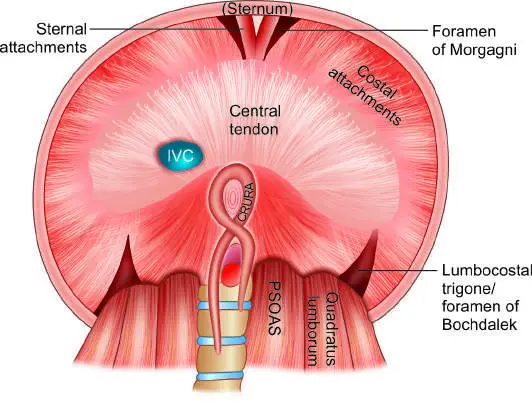 (Sternum)
Sternal
attachments
Foramen
of Morgagni
Costal
attachments
Central
tendon
IVC
CRURA
PSOAS
Quadratus
lumborum
Lumbocostal
trigone/
foramen of
Bochdalek